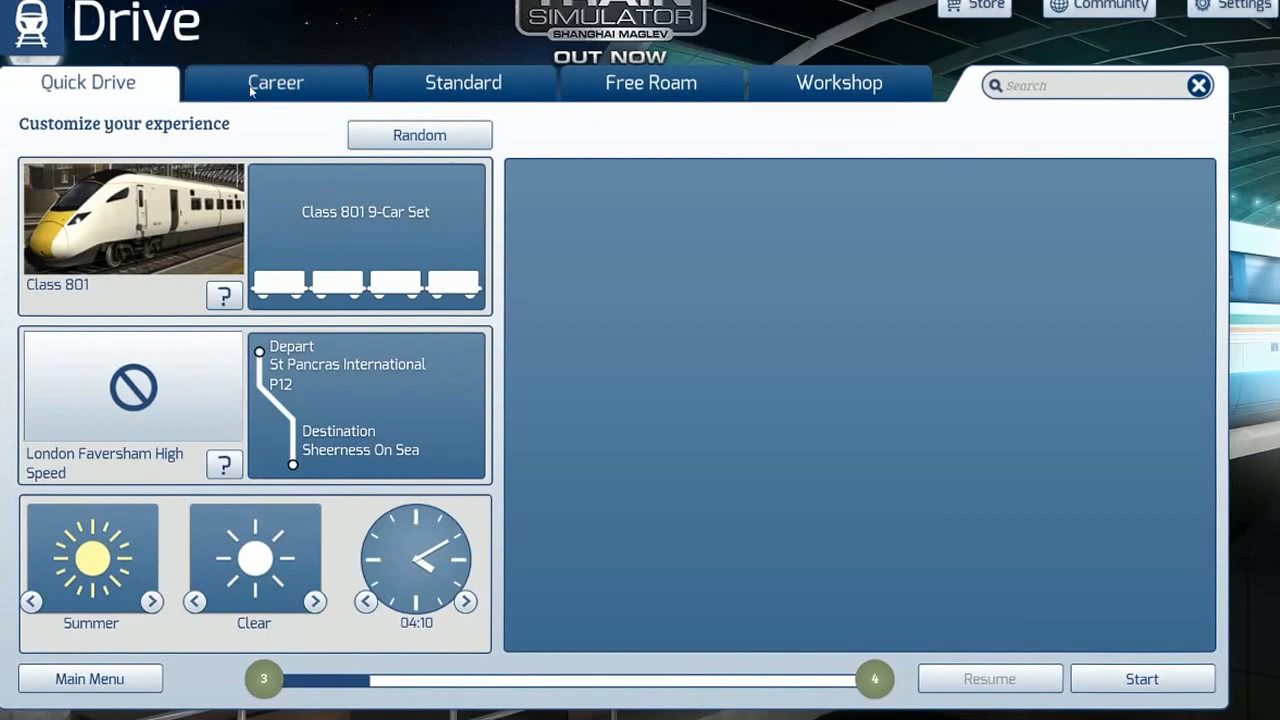 Drive
TRAIN
SIMULATOR
SHANGHAI MAGLEV
OUT NOW
Store
Community
Settings
Quick Drive
Career
Standard
Free Roam
Workshop
Search
Customize your experience
Random
Class 801 9-Car Set
Class 801
?
Depart
St Pancras International
P12
Destination
Sheerness On Sea
London Faversham High
Speed
?
Summer
Clear
04:10
Main Menu
3
4
Resume
Start